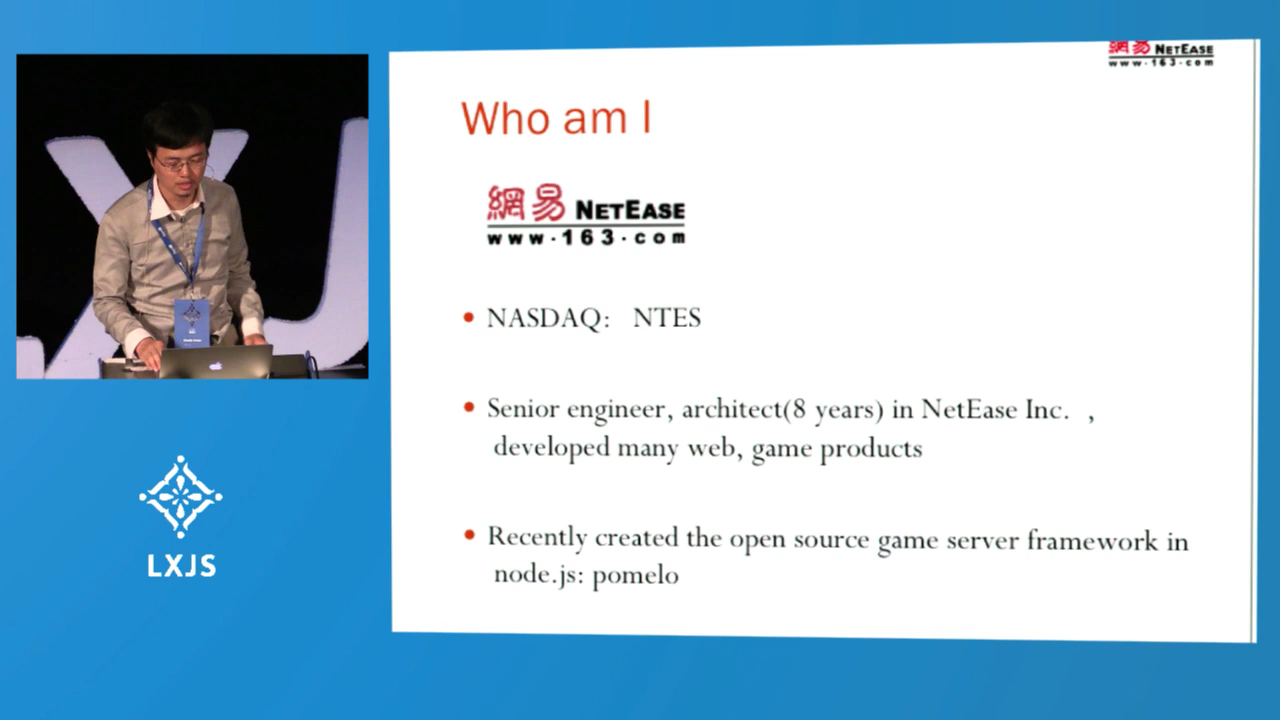 網易 NETEASE
www.163.com
Who am I
網易 NETEASE
www.163.com
• NASDAQ: NTES
• Senior engineer, architect(8 years) in NetEase Inc. ,
developed many web, game products
• Recently created the open source game server framework in
node.js: pomelo
LXJS